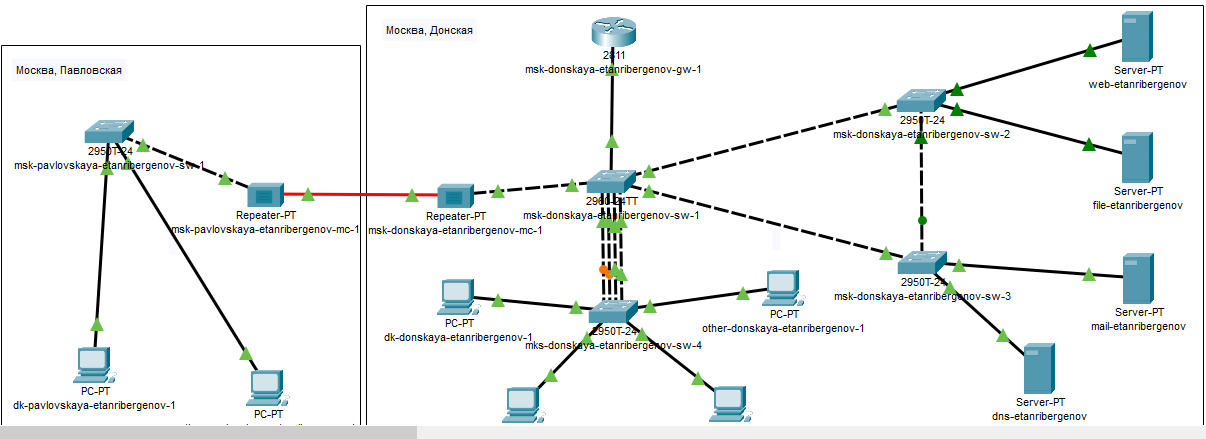 Москва, Павловская
2950T-24
msk-pavlovskaya-etanribergenov-sw-1
Repeater-PT
msk-pavlovskaya-etanribergenov-mc-1
PC-PT
dk-pavlovskaya-etanribergenov-1
PC-PT
Москва, Донская
2811
msk-donskaya-etanribergenov-gw-1
2960-24TT
msk-donskaya-etanribergenov-sw-1
Repeater-PT
msk-donskaya-etanribergenov-mc-1
2950T-24
msk-donskaya-etanribergenov-sw-2
Server-PT
web-etanribergenov
Server-PT
file-etanribergenov
2950T-24
msk-donskaya-etanribergenov-sw-3
Server-PT
mail-etanribergenov
Server-PT
dns-etanribergenov
PC-PT
dk-donskaya-etanribergenov-1
PC-PT
other-donskaya-etanribergenov-1
2950T-24
mks-donskaya-etanribergenov-sw-4